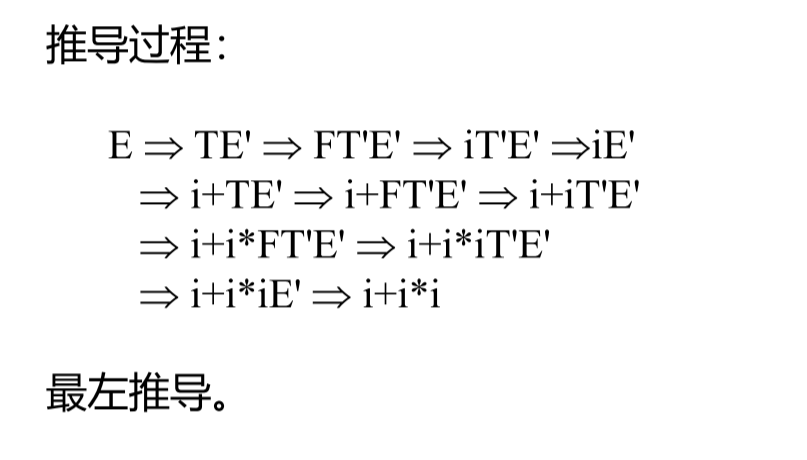 推导过程：
E ⇒ TE' ⇒ FT'E' ⇒ iT'E' ⇒iE'
⇒ i+TE' ⇒ i+FT'E' ⇒ i+iT'E'
⇒ i+i*FT'E' ⇒ i+i*iT'E'
⇒ i+i*iE' ⇒ i+i*i
最左推导。